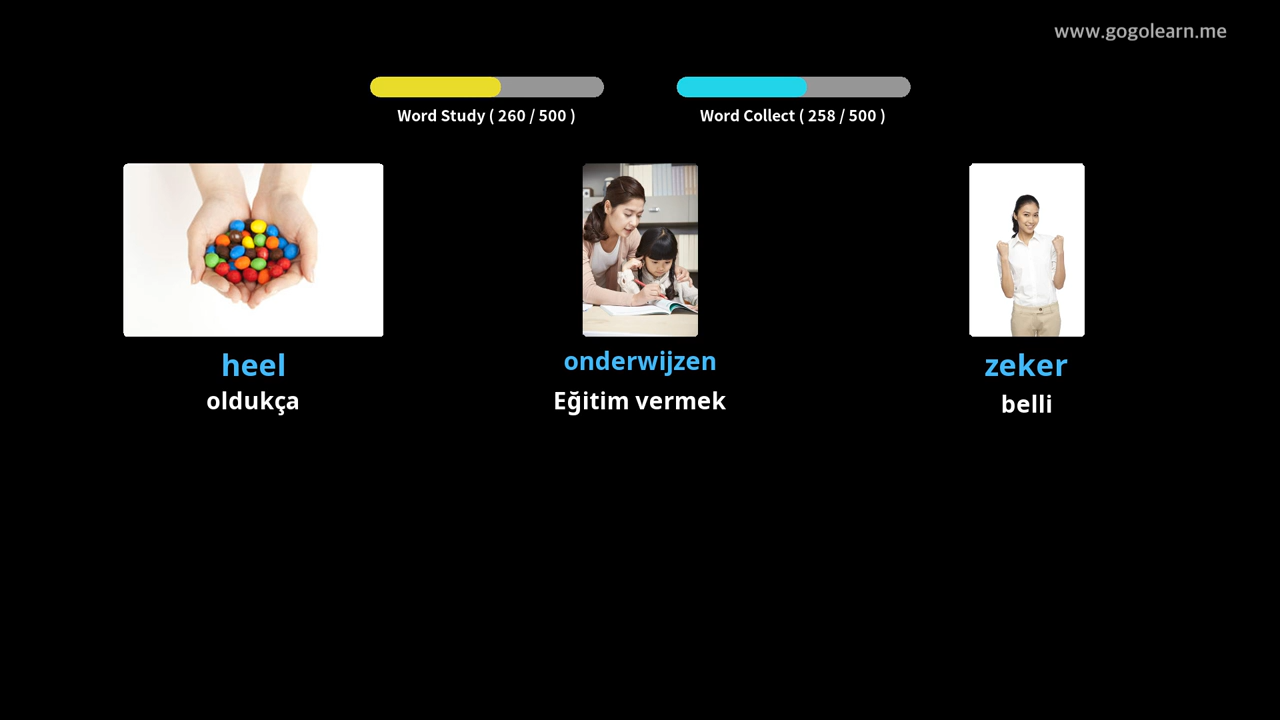 www.gogolearn.me
Word Study ( 260 / 500 )
Word Collect ( 258 / 500 )
heel
onderwijzen
zeker
oldukça
Eğitim vermek
belli